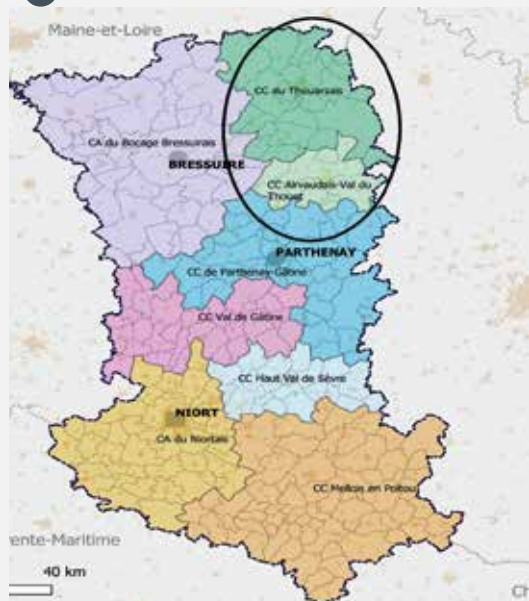 Maine-et-Loire
CC du Thouarsais
CA du Bocage Bressuirais
BRESSUIRE
CC Airvaudais-Val du
Thouet
PARTHENAY
CC de Parthenay-Gâtine
CC Val de Gâtine
CC Haut Val de Sèvre
NIORT
CA du Niortais
CC Mellois en Poitou
ente-Maritime
40 km
Ch